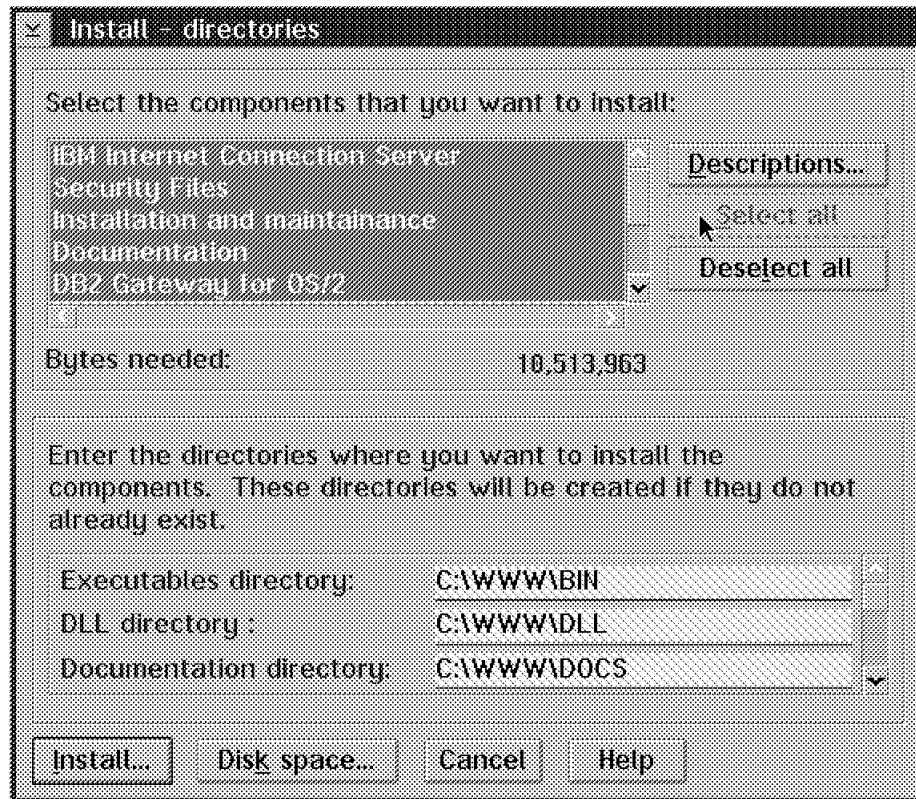 Install - directories
Select the components that you want to install:
IBM Internet Connection Server
Security Files
Installation and maintainance
Documentation
DB2 Gateway for OS/2
Descriptions...
Select all
Deselect all
Bytes needed: 10,513,963
Enter the directories where you want to install the
components. These directories will be created if they do not
already exist.
Executables directory: C:\WWW\BIN
DLL directory : C:\WWW\DLL
Documentation directory: C:\WWW\DOCS
Install... Disk space... Cancel Help